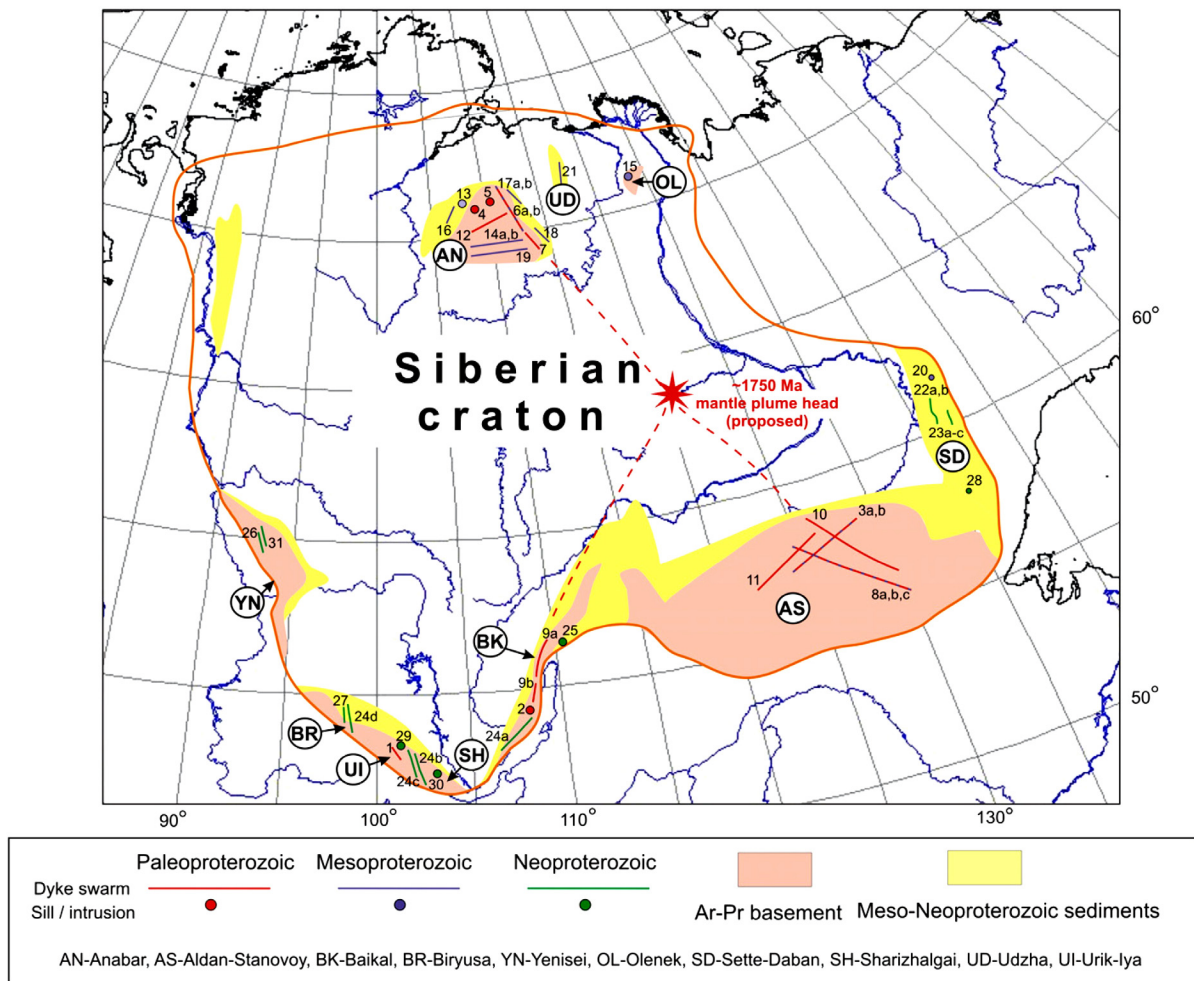 15
OL
13
5
17a,b
21
UD
4
6a,b
16
12
14a,b
18
AN
19
7
60°
Siberian
craton
~1750 Ma
mantle plume head
(proposed)
20
22a,b
23a-c
SD
28
10
3a,b
26
31
11
8a,b,c
YN
AS
BK
9a
25
9b
50°
27
24d
2
BR
29
24a
1
24b
SH
UI
24c
30
90°
100°
110°
130°
Paleoproterozoic
Mesoproterozoic
Neoproterozoic
Dyke swarm
Sill / intrusion
Ar-Pr basement
Meso-Neoproterozoic sediments
AN-Anabar, AS-Aldan-Stanovoy, BK-Baikal, BR-Biryusa, YN-Yenisei, OL-Olenek, SD-Sette-Daban, SH-Sharizhalgai, UD-Udzha, UI-Urik-Iya